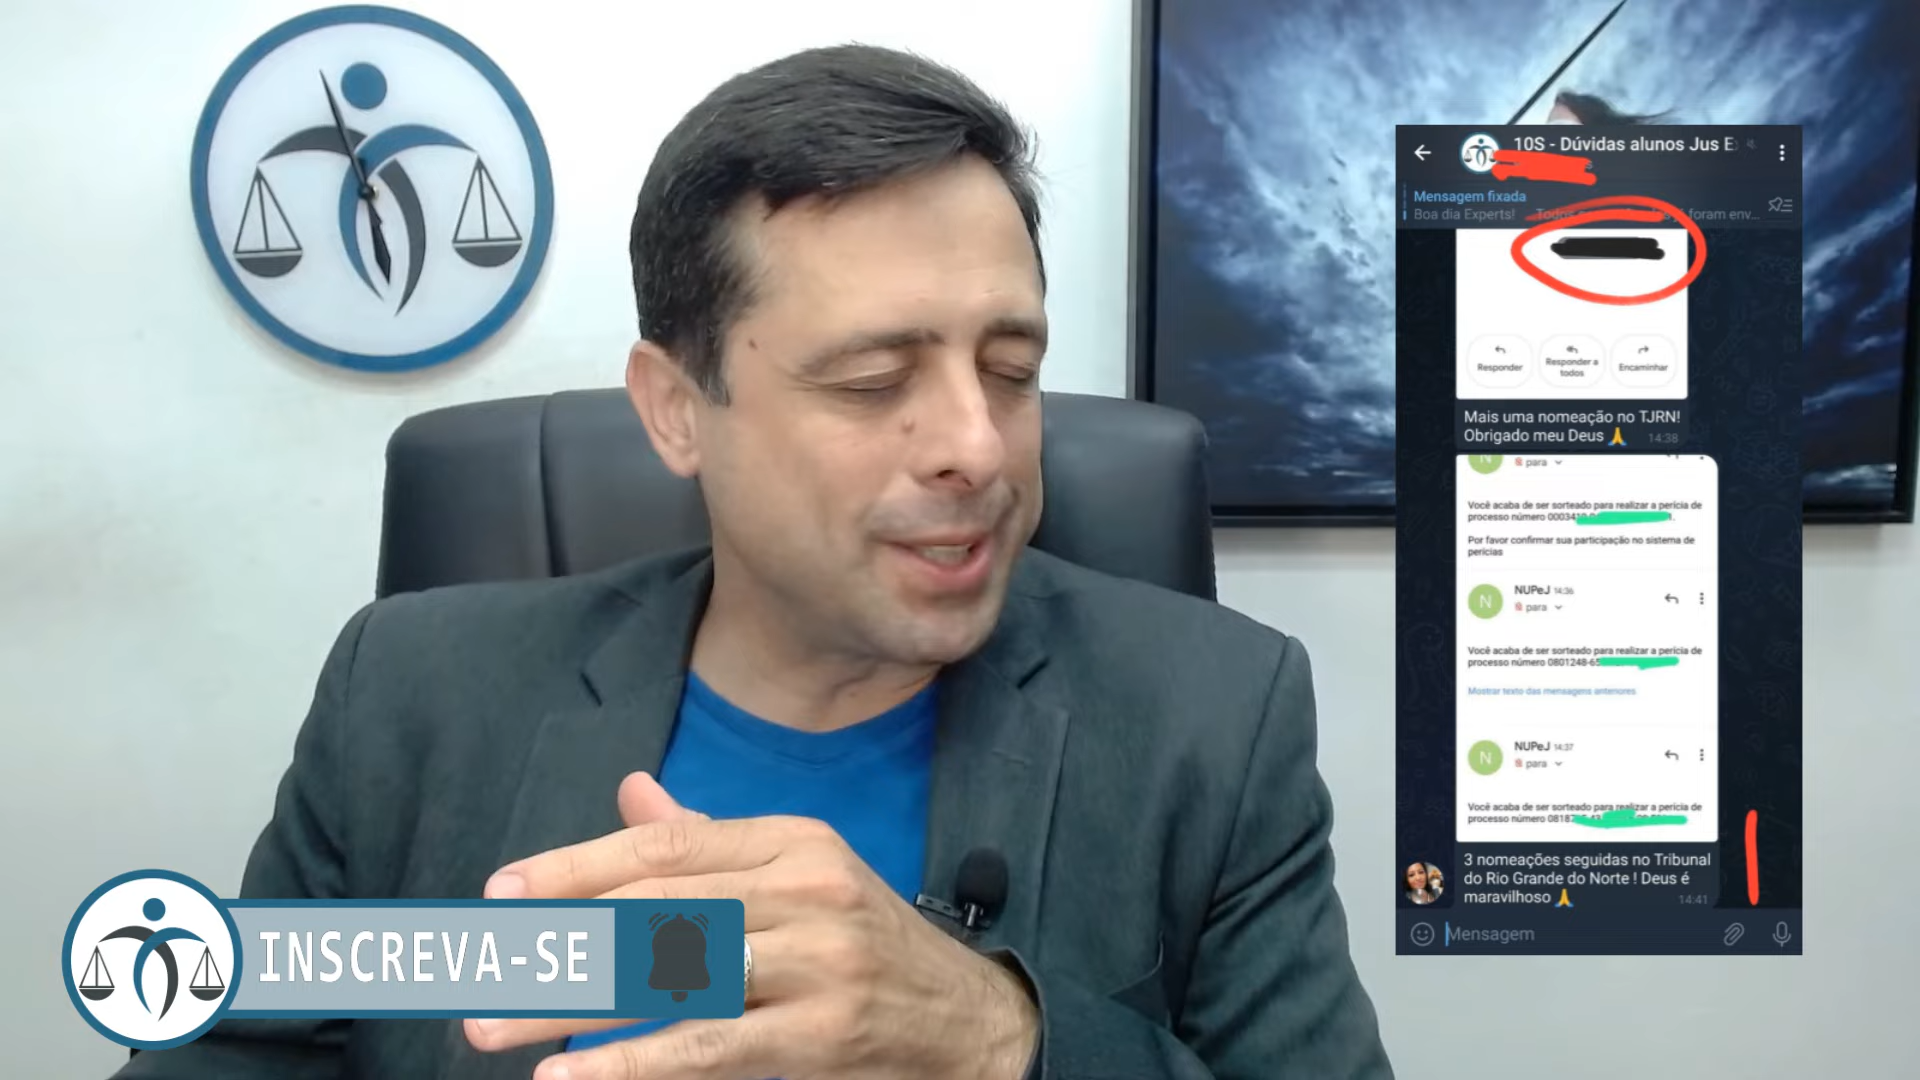 10S - Dúvidas alunos Jus E
Mensagem fixada
Boa dia Experts!
foram env...
Responder
Responder a
todos
Encaminhar
Mais uma nomeação no TJRN!
Obrigado meu Deus 🙏 14:38
N
para
Você acaba de ser sorteado para realizar a perícia de
processo número 0003419
Por favor confirmar sua participação no sistema de
perícias
N
NUPeJ 14:36
para
Você acaba de ser sorteado para realizar a perícia de
processo número 0801248-65
Mostrar texto das mensagens anteriores
N
NUPeJ 14:37
para
Você acaba de ser sorteado para realizar a perícia de
processo número 0818
3 nomeações seguidas no Tribunal
do Rio Grande do Norte ! Deus é
maravilhoso 🙏 14:41
Mensagem
INSCREVA-SE